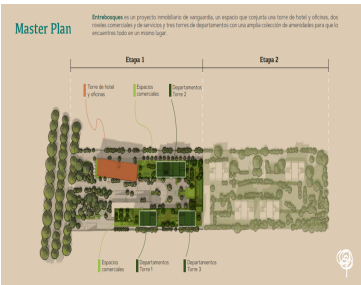 Master Plan
Entrebosques es un proyecto inmobiliario de vanguardia, un espacio que conjunta una torre de hotel y oficinas, dos
niveles comerciales y de servicios y tres torres de departamentos con una amplia colección de amenidades para que lo
encuentres todo en un mismo lugar.
Etapa 1
Etapa 2
Torre de hotel
y oficinas
Espacios
comerciales
Departamentos
Torre 2
Espacios
comerciales
Departamentos
Torre 1
Departamentos
Torre 3